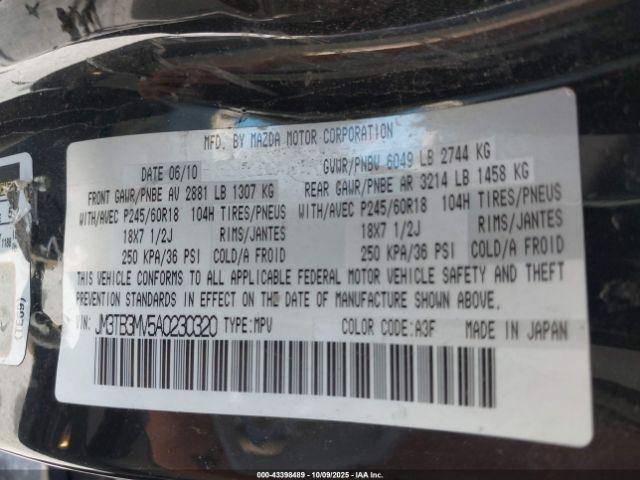 MFD. BY MAZDA MOTOR CORPORATION
DATE 06/10 GVWR/PNBV 6049 LB 2744 KG
FRONT GAWR/PNBE AV 2881 LB 1307 KG REAR GAWR/PNBE AR 3214 LB 1458 KG
WITH/AVEC P245/60R18 104H TIRES/PNEUS WITH/AVEC P245/60R18 104H TIRES/PNEUS
18X7 1/2J RIMS/JANTES 18X7 1/2J RIMS/JANTES
250 KPA/36 PSI COLD/A FROID 250 KPA/36 PSI COLD/A FROID
THIS VEHICLE CONFORMS TO ALL APPLICABLE FEDERAL MOTOR VEHICLE SAFETY AND THEFT
PREVENTION STANDARDS IN EFFECT ON THE DATE OF MANUFACTURE SHOWN ABOVE.
VIN: JM3TB3MV5A0230320 TYPE:MPV COLOR CODE:A3F MADE IN JAPAN
(TE69)
00-43398489 | 10/09/2025 | IAA, Inc.